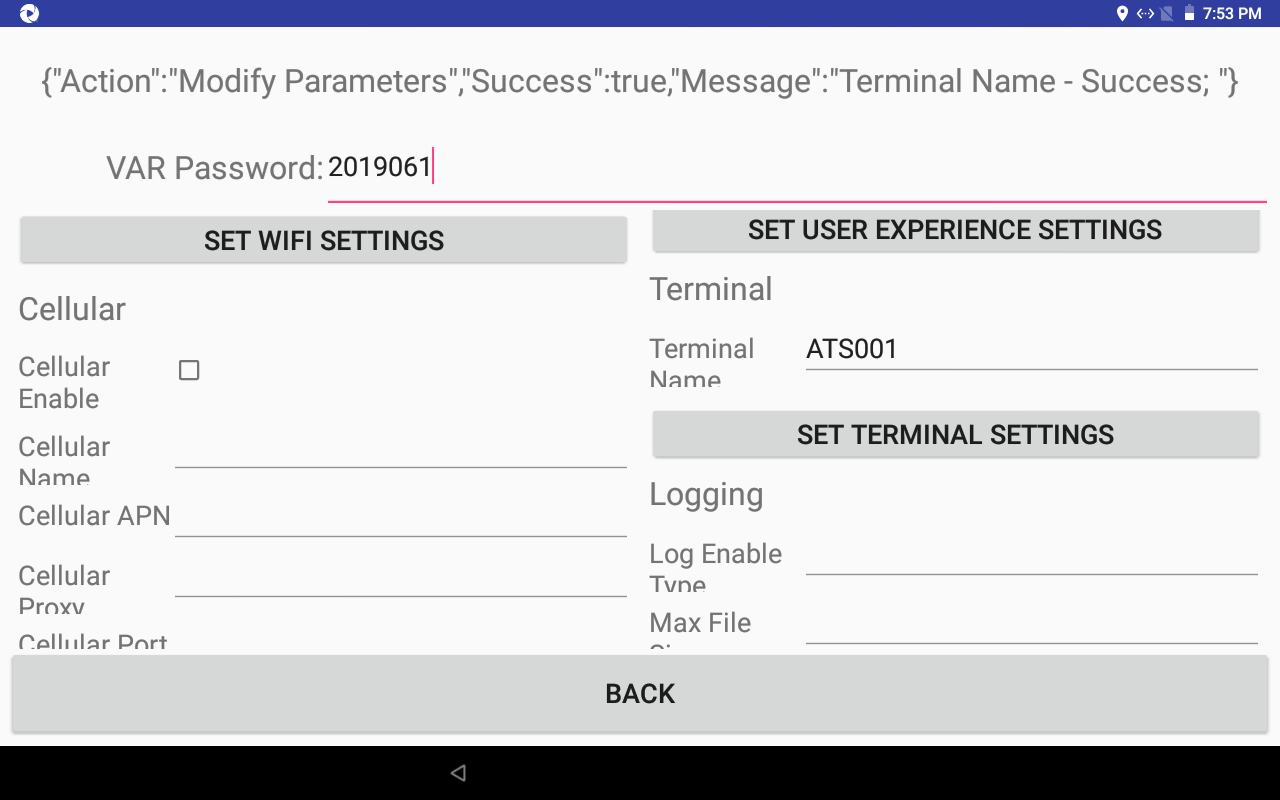 7:53 PM
{"Action":"Modify Parameters","Success":true,"Message":"Terminal Name - Success; "}
VAR Password: 2019061
SET WIFI SETTINGS
Cellular
Cellular
Enable
Cellular
Name
Cellular APN
Cellular
Proxy
Cellular Port
SET USER EXPERIENCE SETTINGS
Terminal
Terminal
Name
ATS001
SET TERMINAL SETTINGS
Logging
Log Enable
Type
Max File
BACK